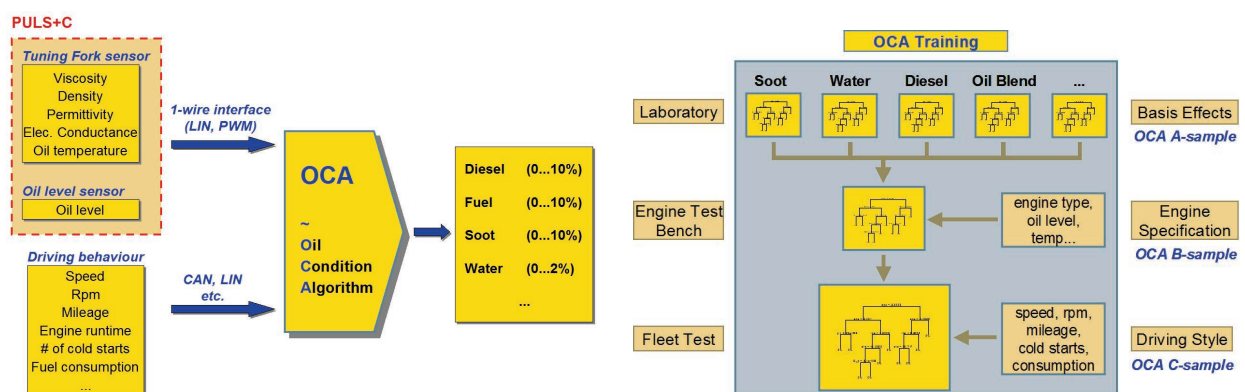 PULS+C
Tuning Fork sensor
Viscosity
Density
Permittivity
Elec. Conductance
Oil temperature
Oil level sensor
Oil level
Driving behaviour
Speed
Rpm
Mileage
Engine runtime
# of cold starts
Fuel consumption
...
1-wire interface
(LIN, PWM)
CAN, LIN
etc.
OCA
~
Oil
Condition
Algorithm
Diesel (0...10%)
Fuel (0...10%)
Soot (0...10%)
Water (0...2%)
...
OCA Training
Soot Water Diesel Oil Blend ...
Laboratory
Basis Effects
OCA A-sample
Engine Test
Bench
engine type,
oil level,
temp...
Engine
Specification
OCA B-sample
Fleet Test
speed, rpm,
mileage,
cold starts,
consumption
Driving Style
OCA C-sample